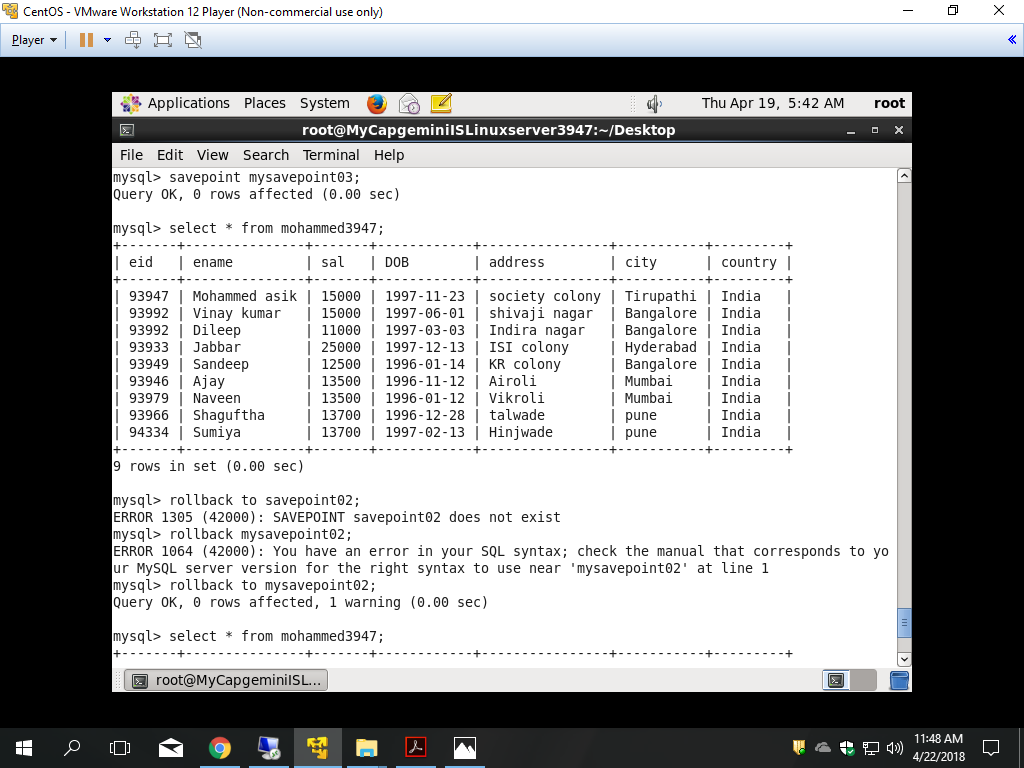 CentOS - VMware Workstation 12 Player (Non-commercial use only)
Player
Applications Places System Thu Apr 19, 5:42 AM root
root@MyCapgeminiISLinuxserver3947:~/Desktop
File Edit View Search Terminal Help
mysql> savepoint mysavepoint03;
Query OK, 0 rows affected (0.00 sec)
mysql> select * from mohammed3947;
+-------+---------------+-------+------------+----------------+-----------+---------+
| eid | ename | sal | DOB | address | city | country |
+-------+---------------+-------+------------+----------------+-----------+---------+
| 93947 | Mohammed asik | 15000 | 1997-11-23 | society colony | Tirupathi | India |
| 93992 | Vinay kumar | 15000 | 1997-06-01 | shivaji nagar | Bangalore | India |
| 93992 | Dileep | 11000 | 1997-03-03 | Indira nagar | Bangalore | India |
| 93933 | Jabbar | 25000 | 1997-12-13 | ISI colony | Hyderabad | India |
| 93949 | Sandeep | 12500 | 1996-01-14 | KR colony | Bangalore | India |
| 93946 | Ajay | 13500 | 1996-11-12 | Airoli | Mumbai | India |
| 93979 | Naveen | 13500 | 1996-01-12 | Vikroli | Mumbai | India |
| 93966 | Shaguftha | 13700 | 1996-12-28 | talwade | pune | India |
| 94334 | Sumiya | 13700 | 1997-02-13 | Hinjwade | pune | India |
+-------+---------------+-------+------------+----------------+-----------+---------+
9 rows in set (0.00 sec)
mysql> rollback to savepoint02;
ERROR 1305 (42000): SAVEPOINT savepoint02 does not exist
mysql> rollback mysavepoint02;
ERROR 1064 (42000): You have an error in your SQL syntax; check the manual that corresponds to yo
ur MySQL server version for the right syntax to use near 'mysavepoint02' at line 1
mysql> rollback to mysavepoint02;
Query OK, 0 rows affected, 1 warning (0.00 sec)
mysql> select * from mohammed3947;
+-------+---------------+-------+------------+----------------+-----------+---------+
root@MyCapgeminiISL...
11:48 AM
4/22/2018